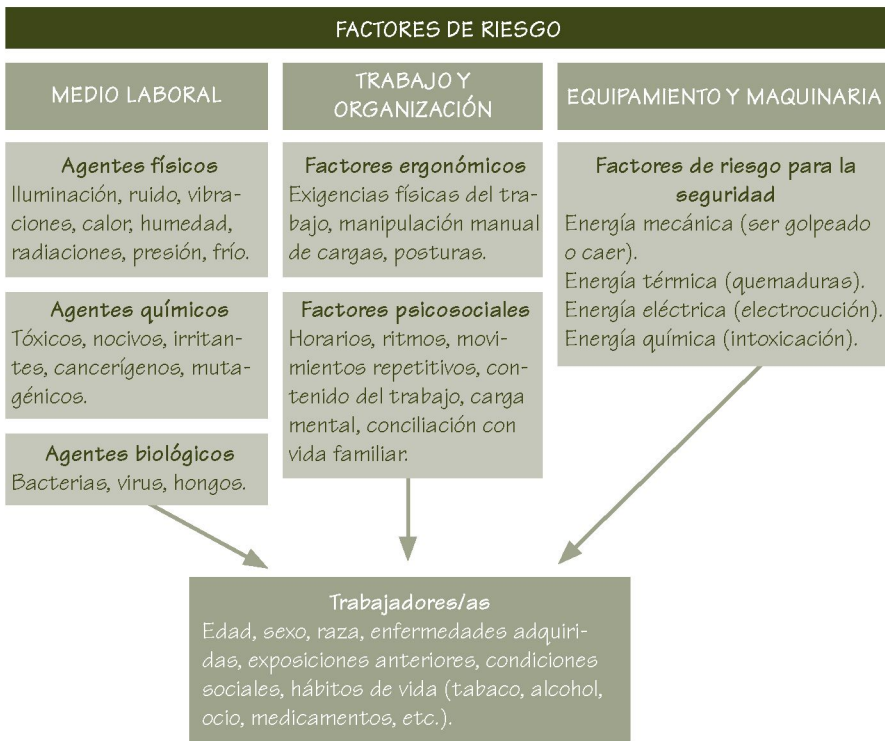 FACTORES DE RIESGO
MEDIO LABORAL
TRABAJO Y
ORGANIZACIÓN
EQUIPAMIENTO Y MAQUINARIA
Agentes físicos
Iluminación, ruido, vibra-
ciones, calor, humedad,
radiaciones, presión, frío.
Agentes químicos
Tóxicos, nocivos, irritan-
tes, cancerígenos, muta-
génicos.
Agentes biológicos
Bacterias, virus, hongos.
Factores ergonómicos
Exigencias físicas del tra-
bajo, manipulación manual
de cargas, posturas.
Factores psicosociales
Horarios, ritmos, movi-
mientos repetitivos, con-
tenido del trabajo, carga
mental, conciliación con
vida familiar.
Factores de riesgo para la
seguridad
Energía mecánica (ser golpeado
o caer).
Energía térmica (quemaduras).
Energía eléctrica (electrocución).
Energía química (intoxicación).
Trabajadores/as
Edad, sexo, raza, enfermedades adquiri-
das, exposiciones anteriores, condiciones
sociales, hábitos de vida (tabaco, alcohol,
ocio, medicamentos, etc.).